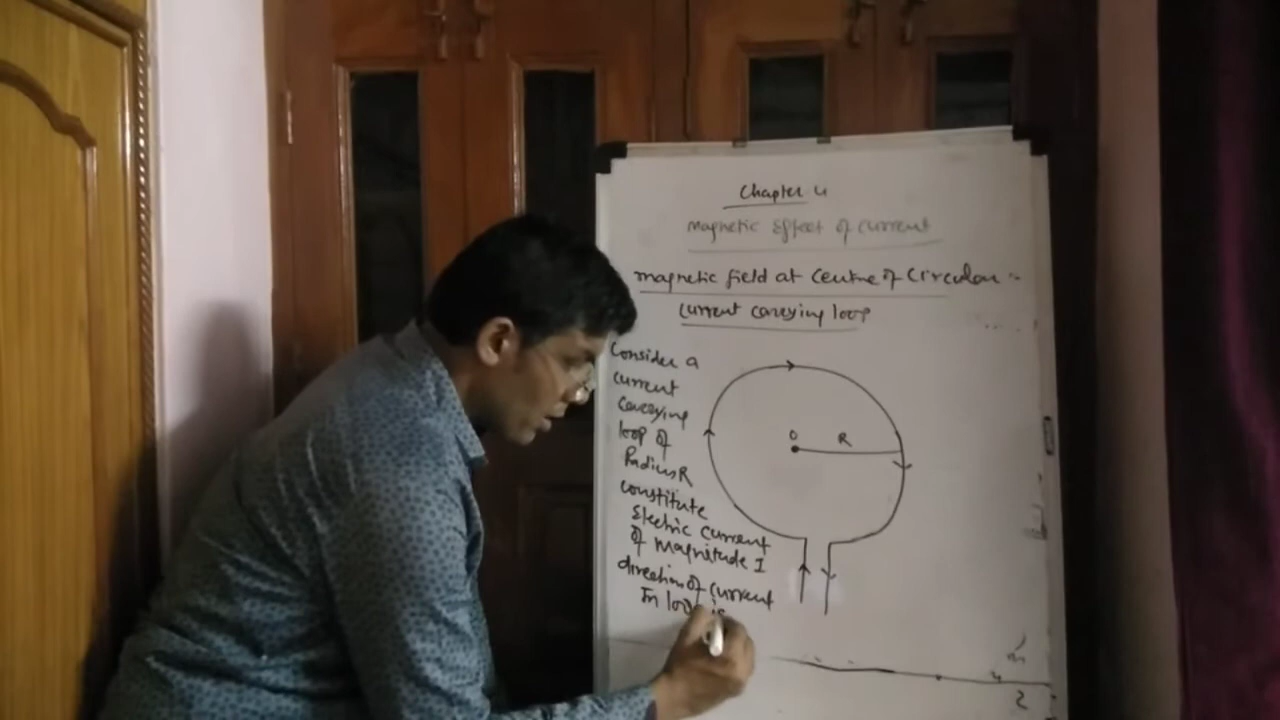 Chapter 4
Magnetic Effect of current
magnetic field at Centre of Circular :-
current carrying loop
Consider a
current
carrying
loop of
Radius R
constitute
Electric current
of magnitude I
direction of current
In loop is
O R